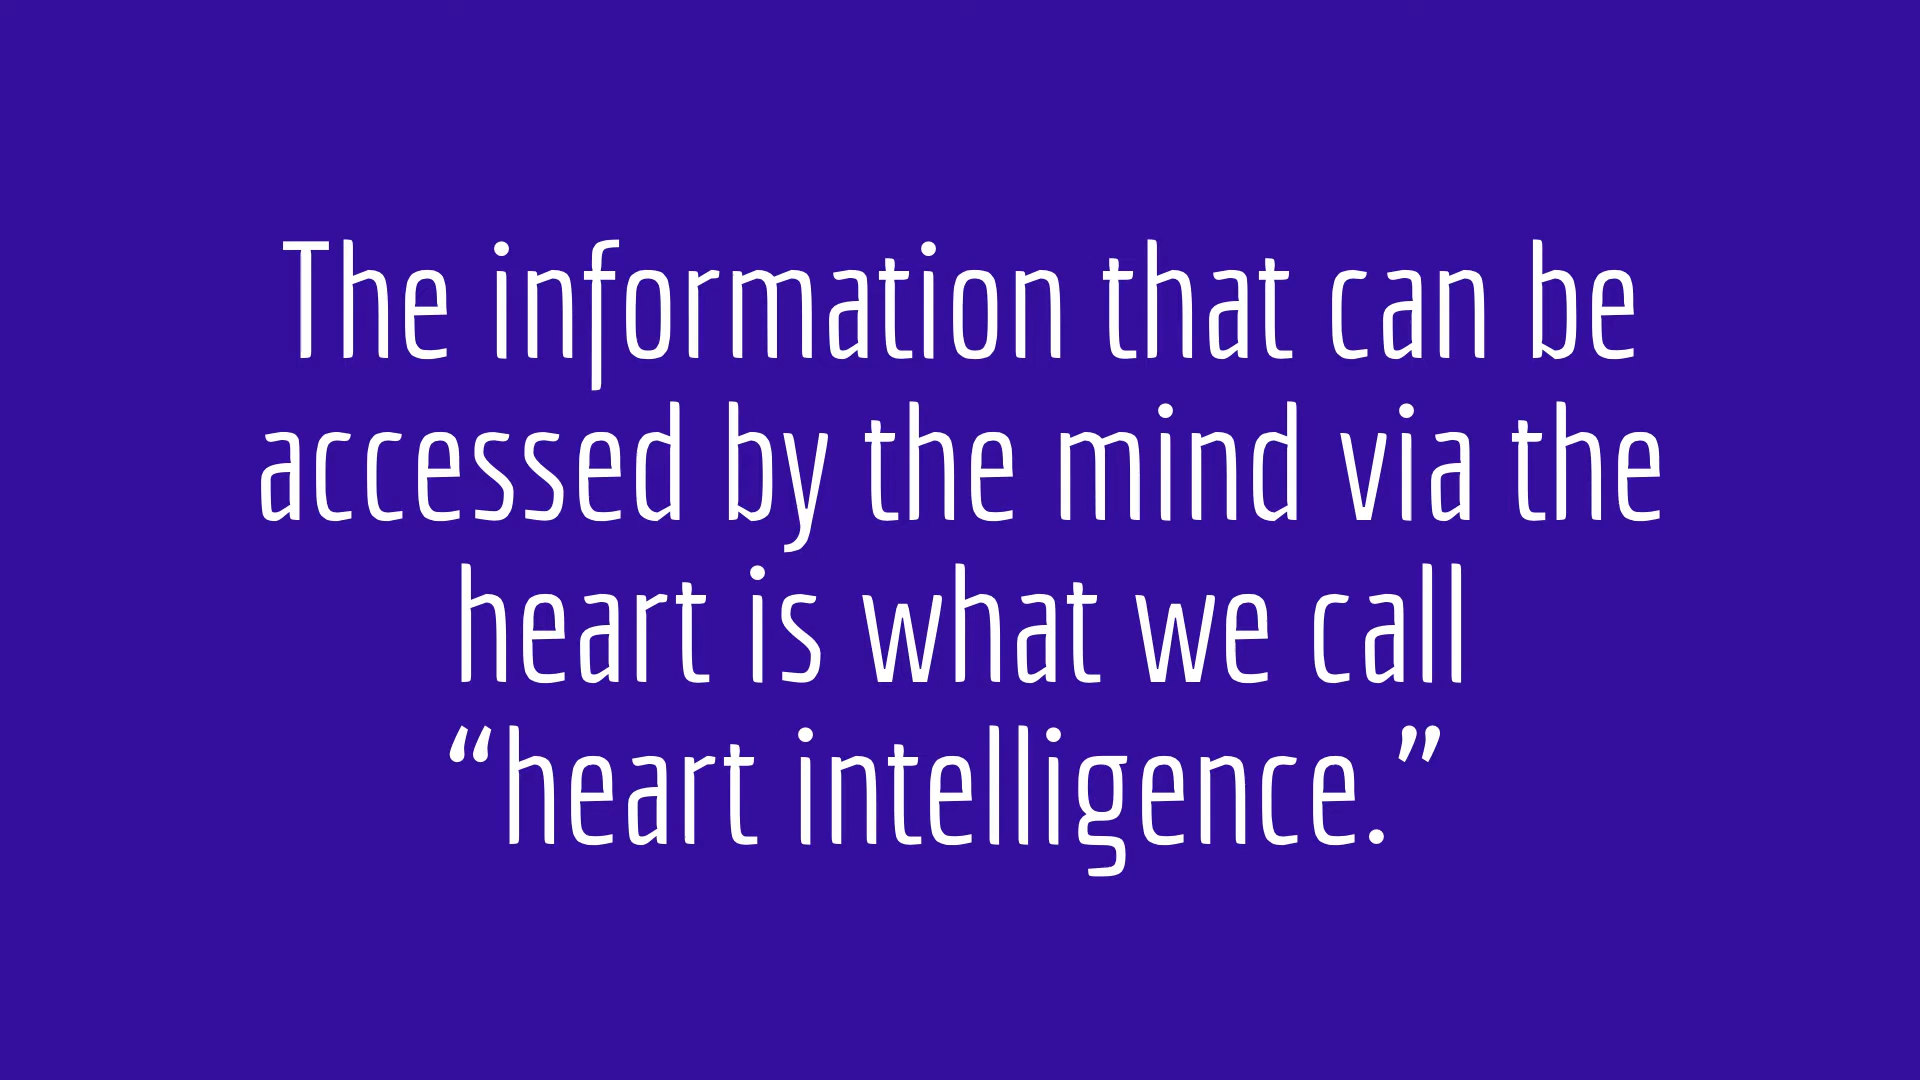 The information that can be
accessed by the mind via the
heart is what we call
“heart intelligence.”